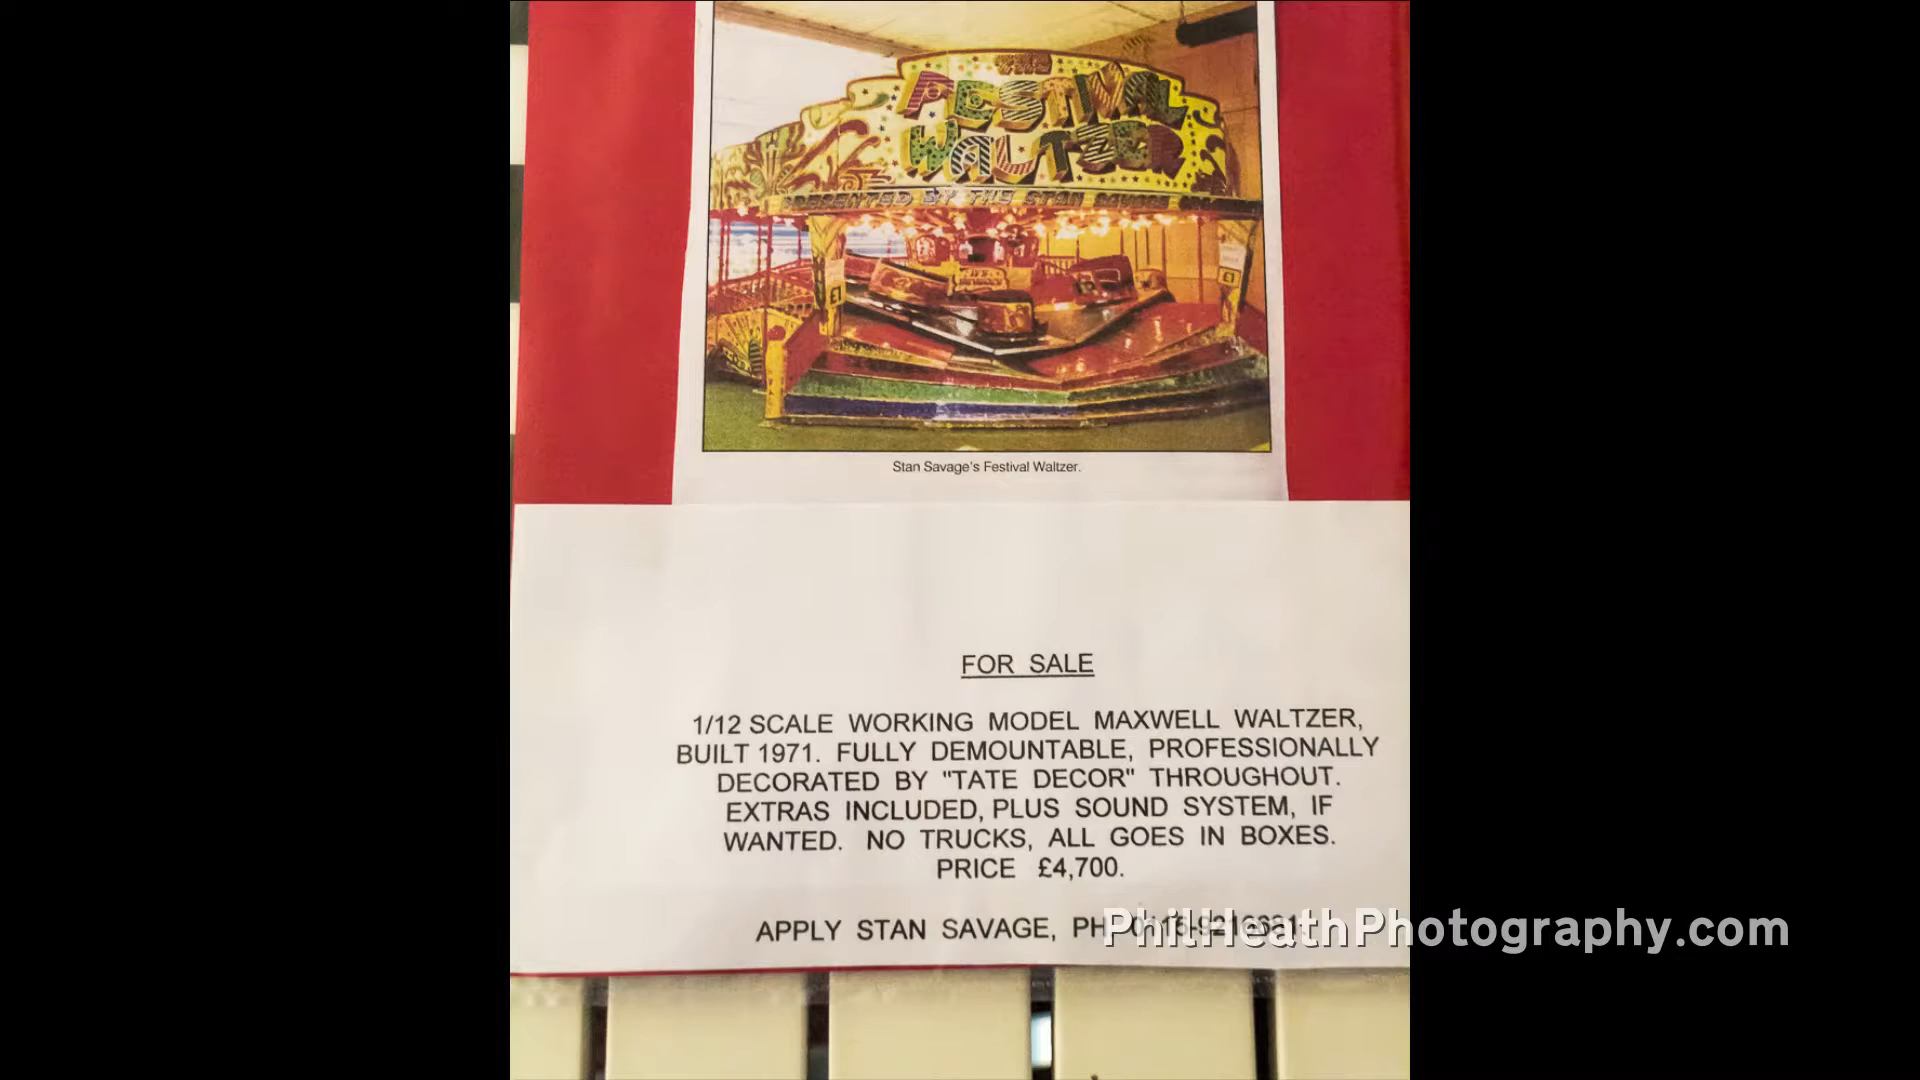 FESTIVAL
WALTZER
PRESENTED BY THE STAN SAVAGE
£1
£1
Stan Savage's Festival Waltzer.
FOR SALE
1/12 SCALE WORKING MODEL MAXWELL WALTZER,
BUILT 1971. FULLY DEMOUNTABLE, PROFESSIONALLY
DECORATED BY "TATE DECOR" THROUGHOUT.
EXTRAS INCLUDED, PLUS SOUND SYSTEM, IF
WANTED. NO TRUCKS, ALL GOES IN BOXES.
PRICE £4,700.
APPLY STAN SAVAGE, PH
PhilHeathPhotography.com